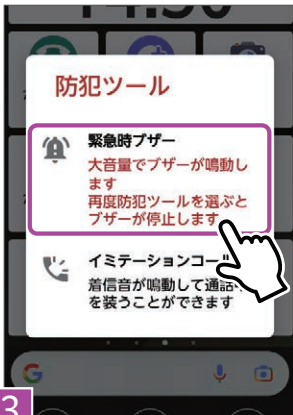 防犯ツール
緊急時ブザー
大音量でブザーが鳴動し
ます
再度防犯ツールを選ぶと
ブザーが停止します
イミテーションコール
着信音が鳴動して通話
を装うことができます
G
3